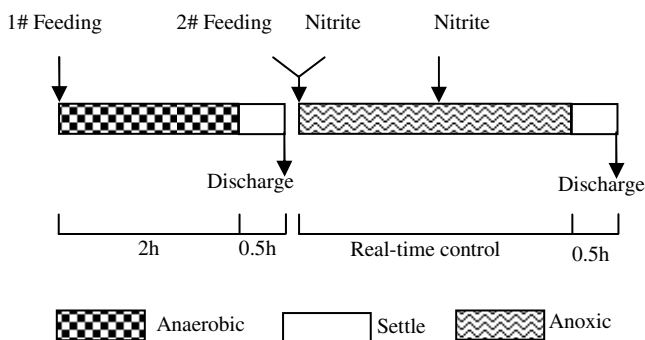 1# Feeding 2# Feeding Nitrite Nitrite
Discharge Discharge
2h 0.5h Real-time control 0.5h
Anaerobic Settle Anoxic